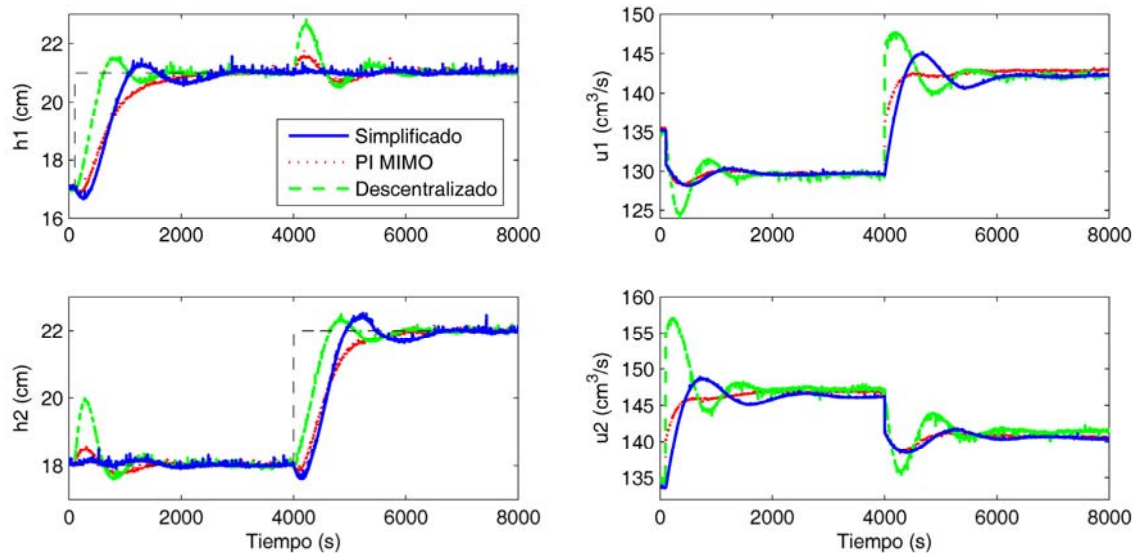 22
20
18
16
h1 (cm)
Simplificado
PI MIMO
Descentralizado
0 2000 4000 6000 8000
150
145
140
135
130
125
u1 (cm³/s)
0 2000 4000 6000 8000
22
20
18
h2 (cm)
0 2000 4000 6000 8000
Tiempo (s)
160
155
150
145
140
135
u2 (cm³/s)
0 2000 4000 6000 8000
Tiempo (s)